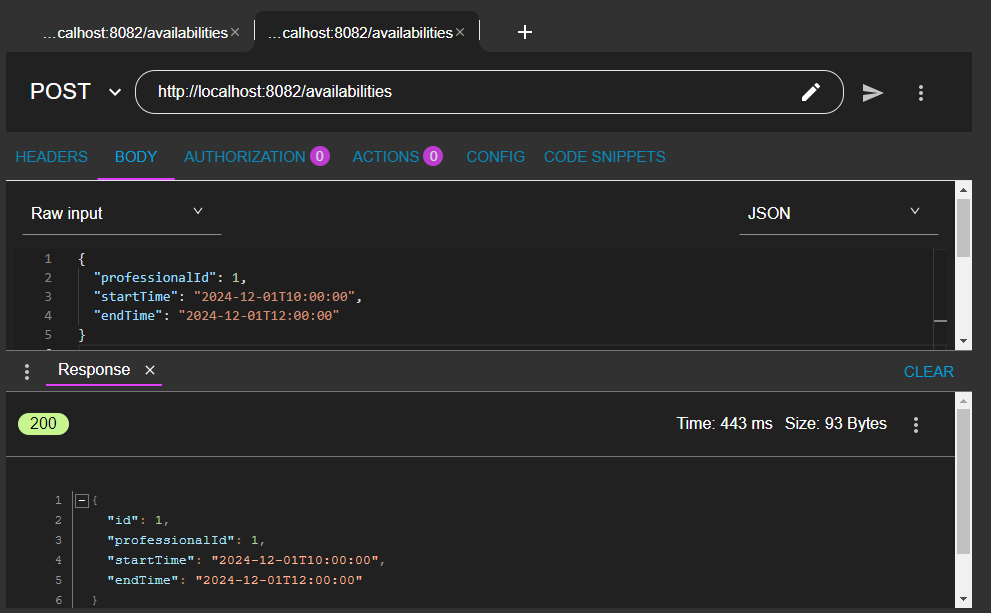 ...calhost:8082/availabilities × ...calhost:8082/availabilities × +
POST http://localhost:8082/availabilities
HEADERS BODY AUTHORIZATION 0 ACTIONS 0 CONFIG CODE SNIPPETS
Raw input JSON
1 {
2 "professionalId": 1,
3 "startTime": "2024-12-01T10:00:00",
4 "endTime": "2024-12-01T12:00:00"
5 }
Response × CLEAR
200 Time: 443 ms Size: 93 Bytes
1 {
2 "id": 1,
3 "professionalId": 1,
4 "startTime": "2024-12-01T10:00:00",
5 "endTime": "2024-12-01T12:00:00"
6 }